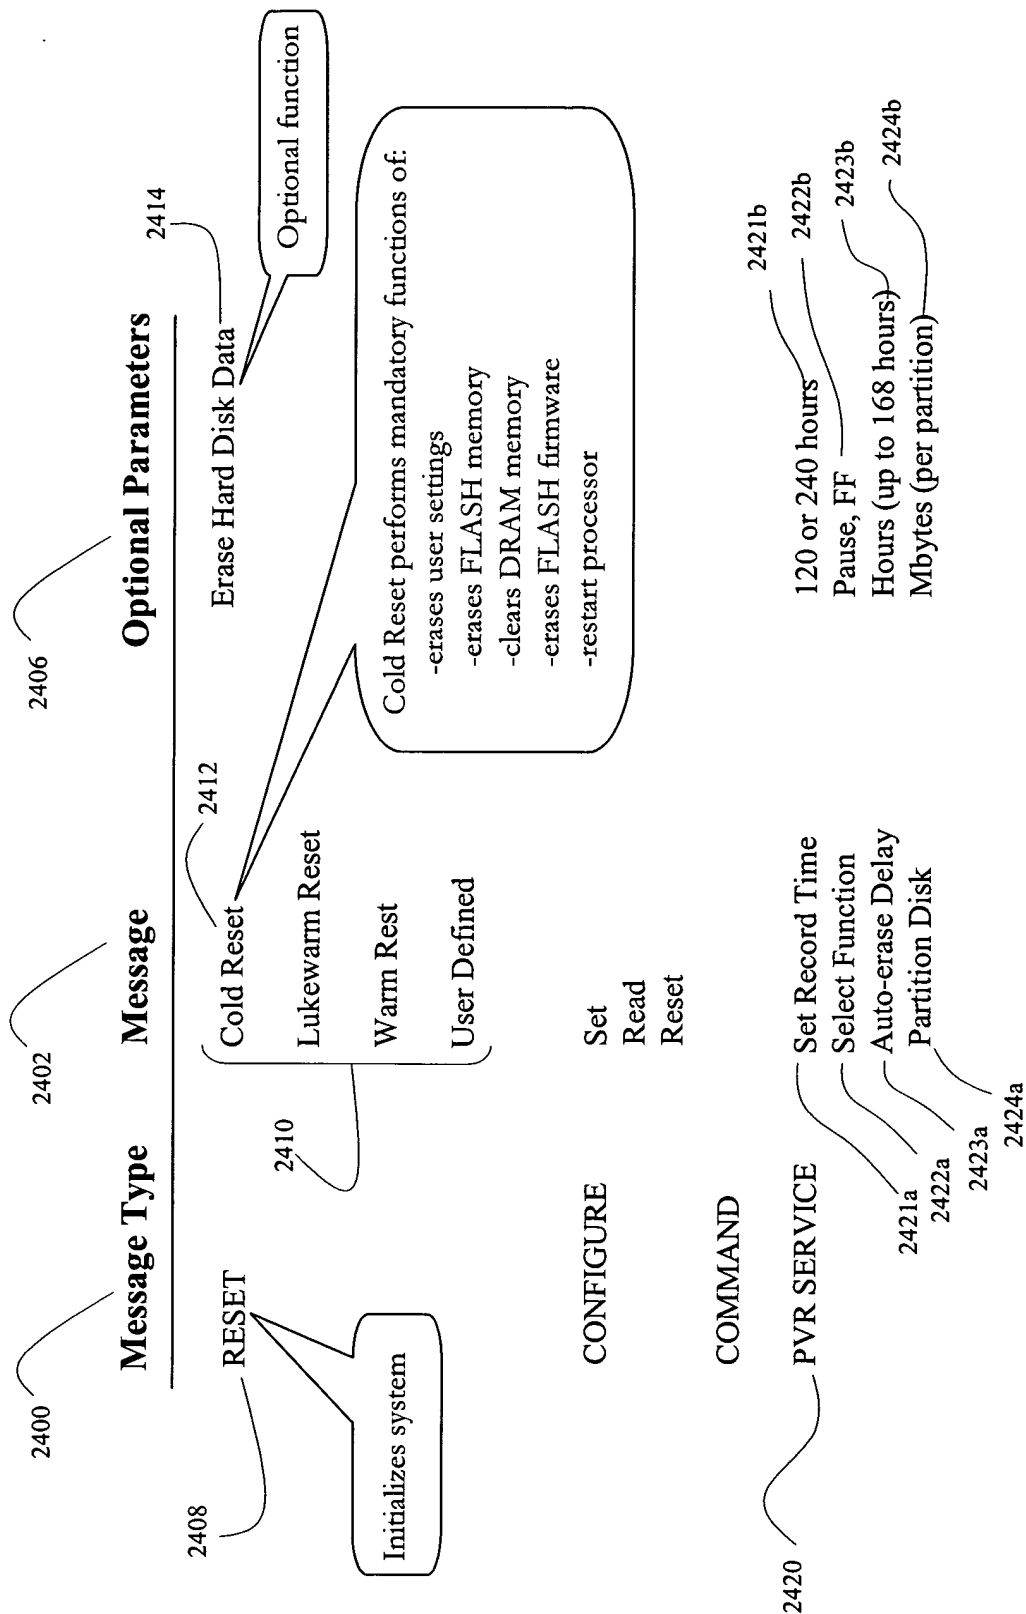 2400
2402
2406
Message Type
Message
Optional Parameters
2408
RESET
Initializes system
2410
2412
Cold Reset
Lukewarm Reset
Warm Rest
User Defined
Erase Hard Disk Data
2414
Optional function
Cold Reset performs mandatory functions of:
-erases user settings
-erases FLASH memory
-clears DRAM memory
-erases FLASH firmware
-restart processor
CONFIGURE
Set
Read
Reset
COMMAND
2420
PVR SERVICE
2421a
Set Record Time
120 or 240 hours
2421b
2422a
Select Function
Pause, FF
2422b
2423a
Auto-erase Delay
Hours (up to 168 hours)
2423b
2424a
Partition Disk
Mbytes (per partition)
2424b